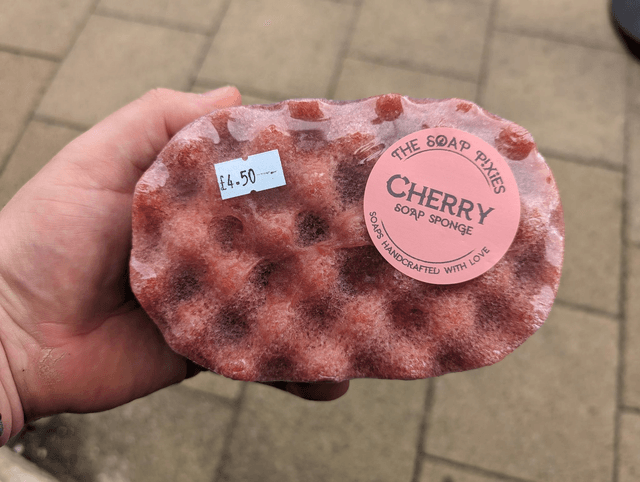 £4.50
THE SOAP PIXIES
CHERRY
SOAP SPONGE
SOAPS HANDCRAFTED WITH LOVE